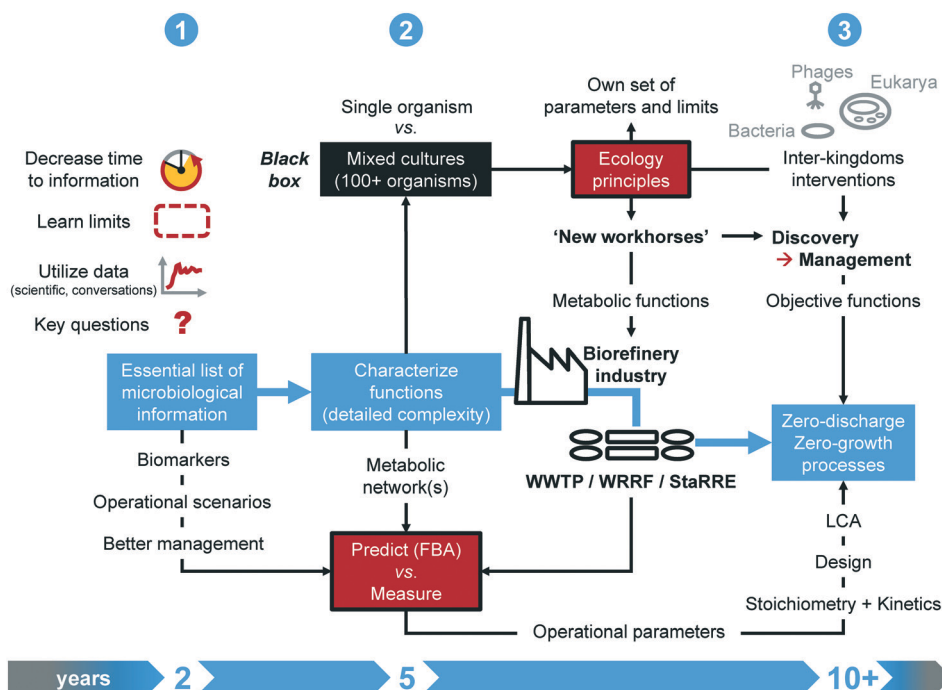 1
2
3
Decrease time
to information
Learn limits
Utilize data
(scientific, conversations)
Key questions
?
Essential list of
microbiological
information
Biomarkers
Operational scenarios
Better management
Single organism
vs.
Black
box
Mixed cultures
(100+ organisms)
Characterize
functions
(detailed complexity)
Metabolic
network(s)
Predict (FBA)
vs.
Measure
Own set of
parameters and limits
Ecology
principles
‘New workhorses’
Metabolic functions
Biorefinery
industry
WWTP / WRRF / StaRRE
Operational parameters
Phages
Eukarya
Bacteria
Inter-kingdoms
interventions
Discovery
→ Management
Objective functions
Zero-discharge
Zero-growth
processes
LCA
Design
Stoichiometry + Kinetics
years
2
5
10+